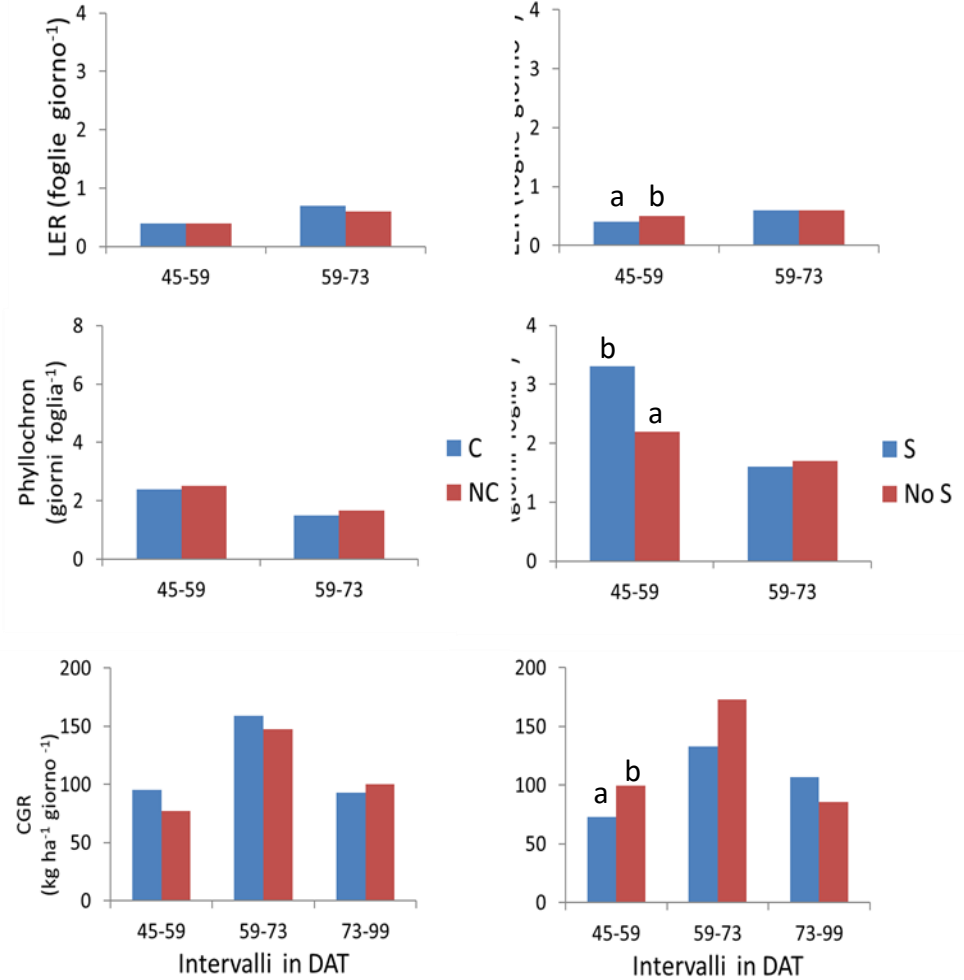 LER (foglie giorno⁻¹)
4
3
2
1
0
45-59
59-73
4
3
2
1
0
a
b
45-59
59-73
Phyllochron
(giorni foglia⁻¹)
8
6
4
2
0
45-59
59-73
C
NC
4
3
2
1
0
b
a
45-59
59-73
S
No S
CGR
(kg ha⁻¹ giorno ⁻¹)
200
150
100
50
0
45-59
59-73
73-99
Intervalli in DAT
200
150
100
50
0
a
b
45-59
59-73
73-99
Intervalli in DAT